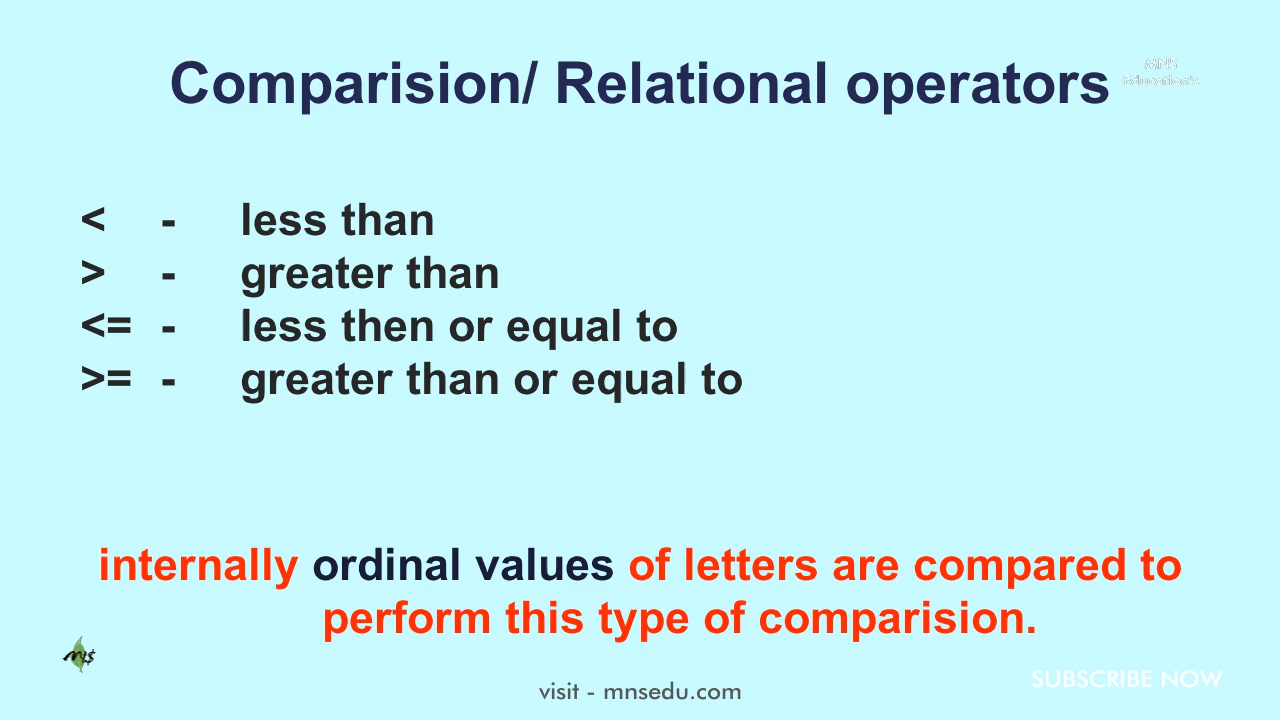 Comparision/ Relational operators
MNS
Education's
< - less than
> - greater than
<= - less then or equal to
>= - greater than or equal to
internally ordinal values of letters are compared to
perform this type of comparision.
MNS
visit - mnsedu.com
SUBSCRIBE NOW